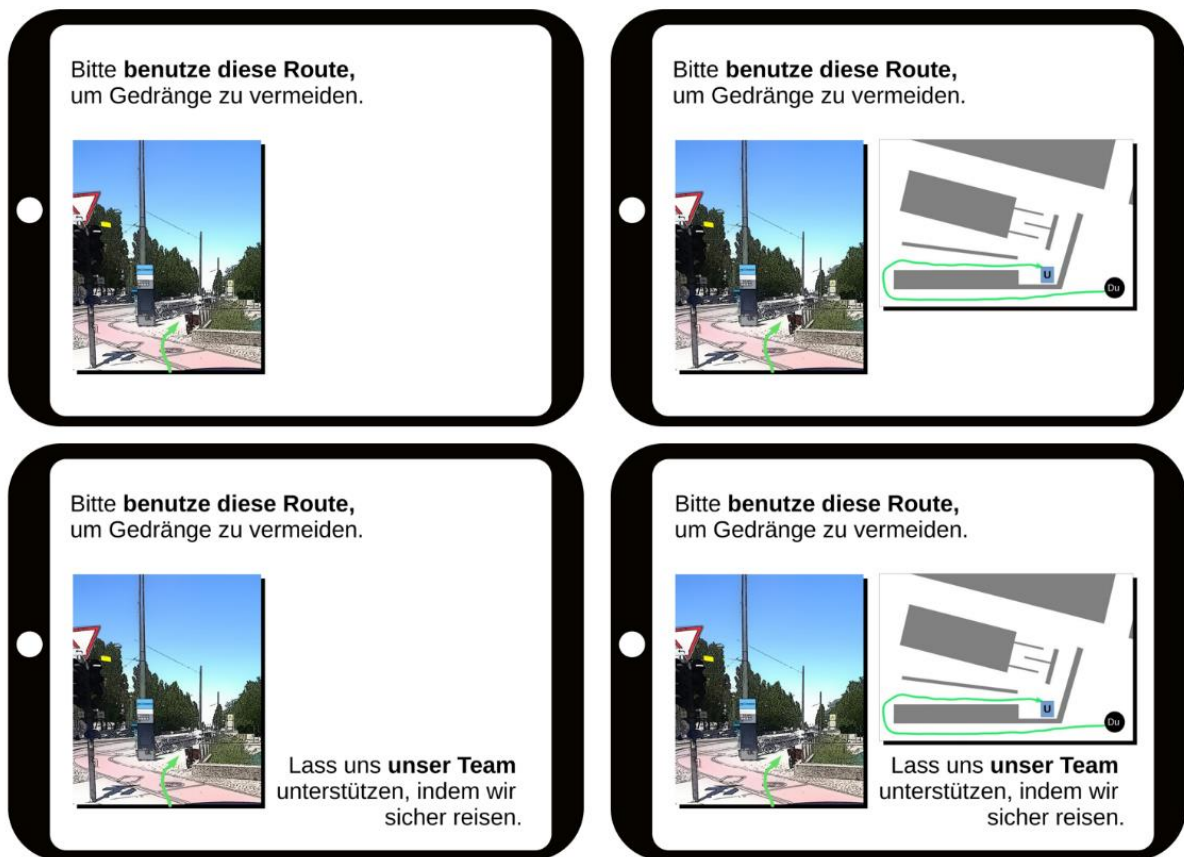 Bitte benutze diese Route,
um Gedränge zu vermeiden.
Bitte benutze diese Route,
um Gedränge zu vermeiden.
U
Du
Bitte benutze diese Route,
um Gedränge zu vermeiden.
Lass uns unser Team
unterstützen, indem wir
sicher reisen.
Bitte benutze diese Route,
um Gedränge zu vermeiden.
U
Du
Lass uns unser Team
unterstützen, indem wir
sicher reisen.